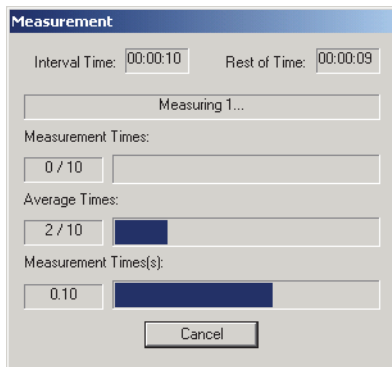 Measurement
Interval Time: 00:00:10 Rest of Time: 00:00:09
Measuring 1...
Measurement Times:
0 / 10
Average Times:
2 / 10
Measurement Times(s):
0.10
Cancel